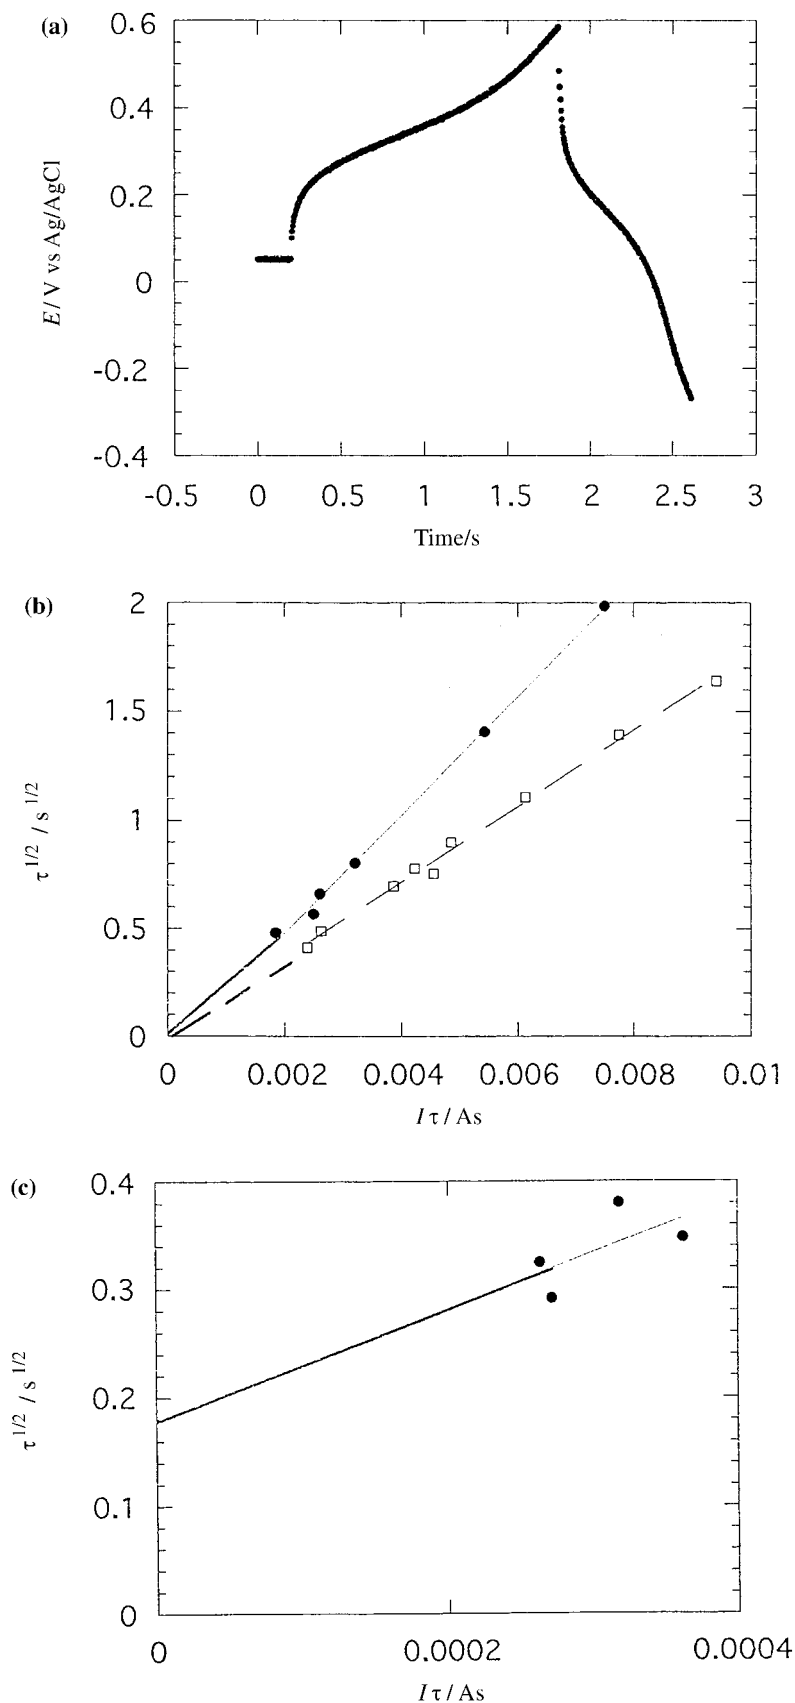 (a)
0.6
0.4
0.2
0
-0.2
-0.4
E/ V vs Ag/AgCl
-0.5 0 0.5 1 1.5 2 2.5 3
Time/s
(b)
2
1.5
1
0.5
0
τ1/2 / s1/2
0 0.002 0.004 0.006 0.008 0.01
I τ / As
(c)
0.4
0.3
0.2
0.1
0
τ1/2 / s1/2
0 0.0002 0.0004
I τ / As